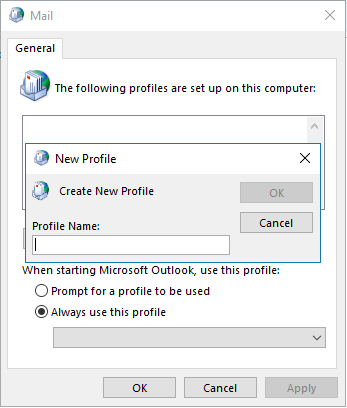 Mail
General
The following profiles are set up on this computer:
New Profile
Create New Profile
OK
Cancel
Profile Name:
When starting Microsoft Outlook, use this profile:
Prompt for a profile to be used
Always use this profile
OK
Cancel
Apply